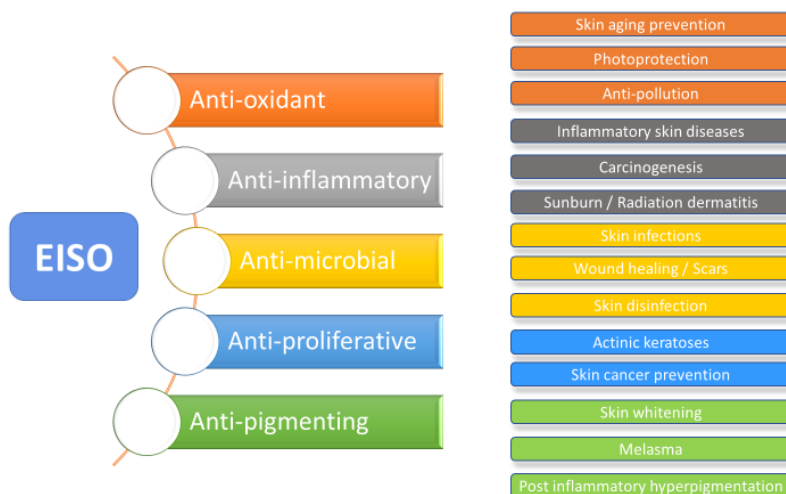 EISO
Anti-oxidant
Anti-inflammatory
Anti-microbial
Anti-proliferative
Anti-pigmenting
Skin aging prevention
Photoprotection
Anti-pollution
Inflammatory skin diseases
Carcinogenesis
Sunburn / Radiation dermatitis
Skin infections
Wound healing / Scars
Skin disinfection
Actinic keratoses
Skin cancer prevention
Skin whitening
Melasma
Post inflammatory hyperpigmentation